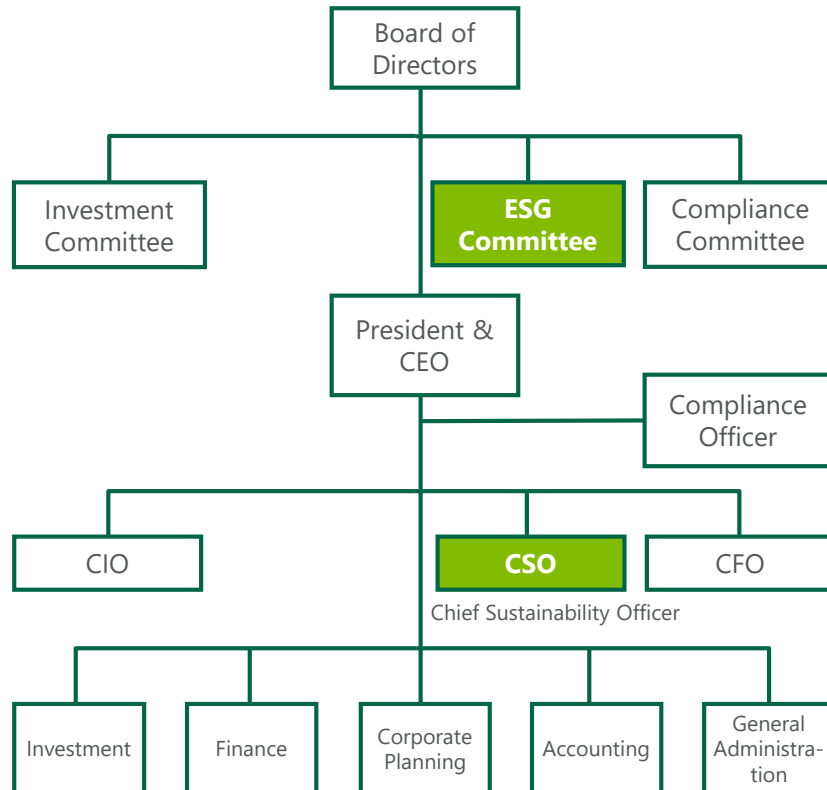 Board of
Directors
Investment
Committee
ESG
Committee
Compliance
Committee
President &
CEO
Compliance
Officer
CIO
CSO
CFO
Chief Sustainability Officer
Investment
Finance
Corporate
Planning
Accounting
General
Administra-
tion